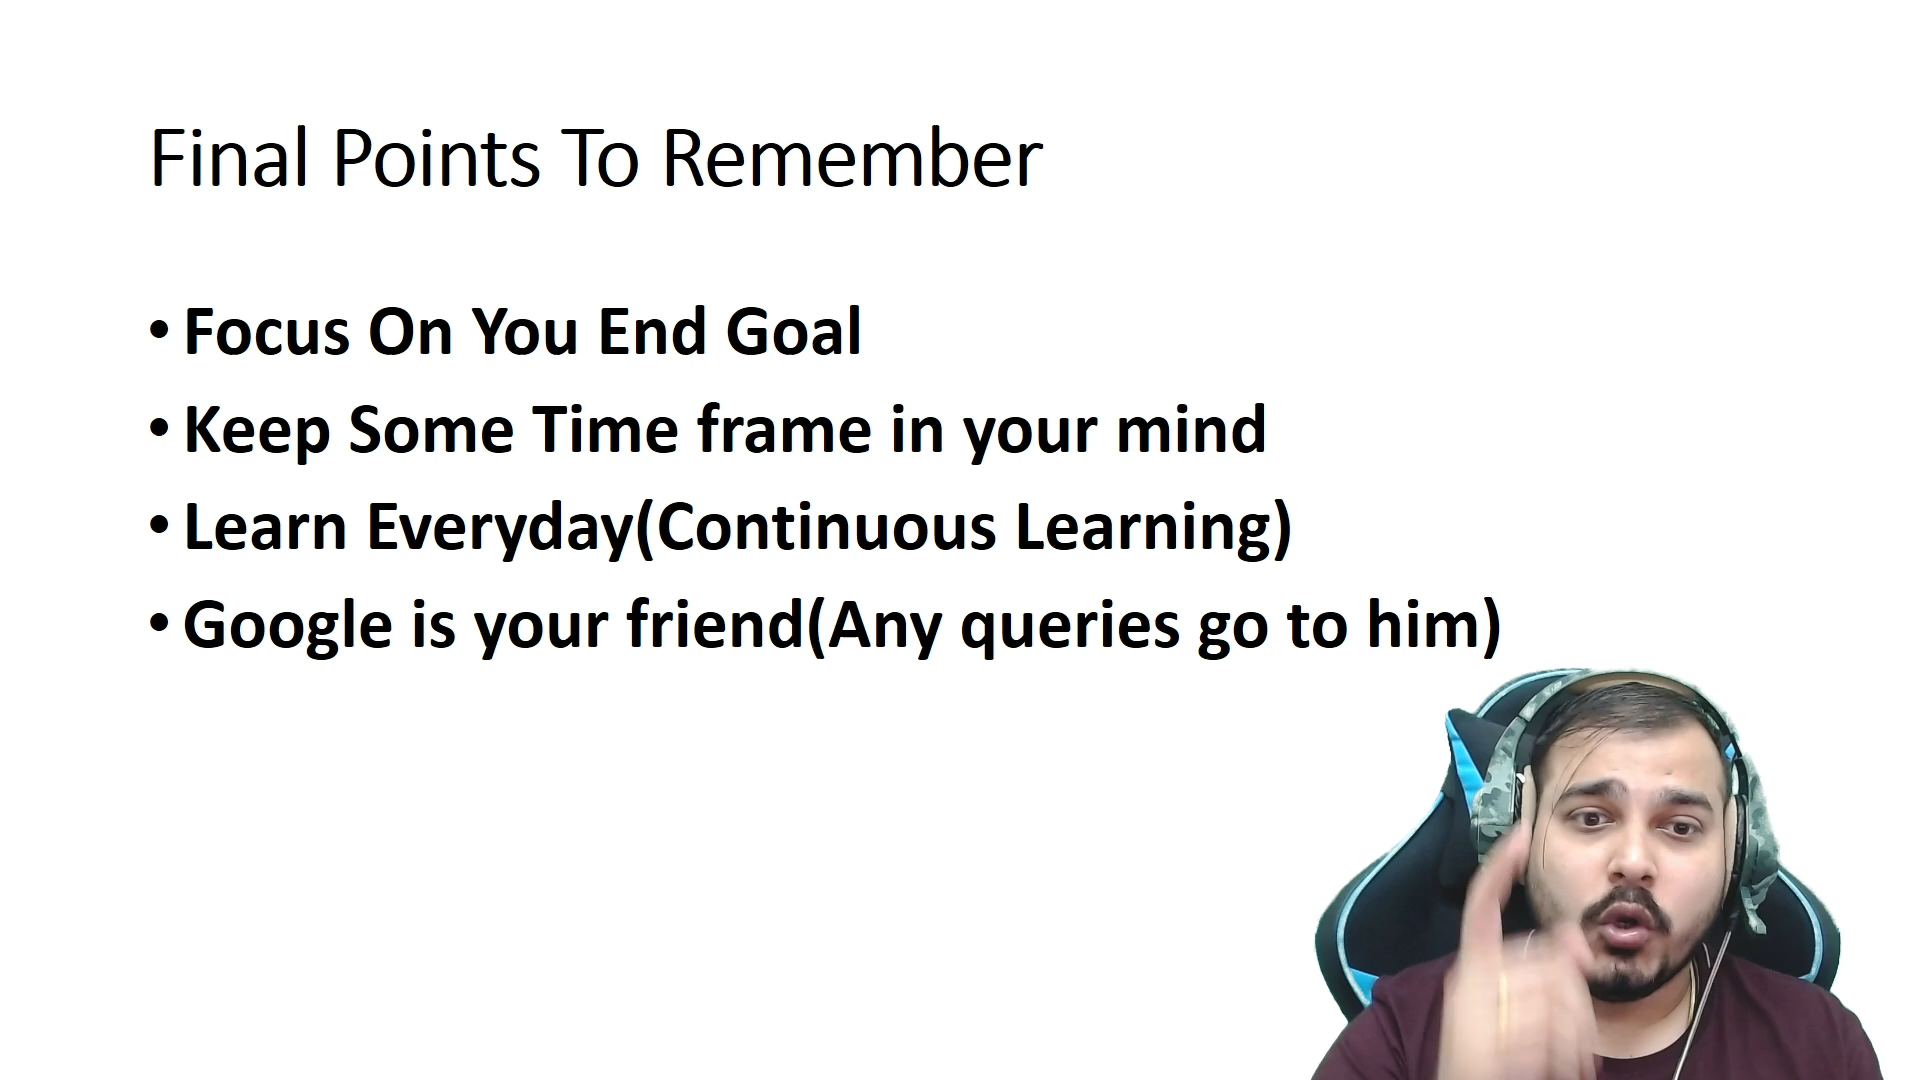 Final Points To Remember
• Focus On You End Goal
• Keep Some Time frame in your mind
• Learn Everyday(Continuous Learning)
• Google is your friend(Any queries go to him)